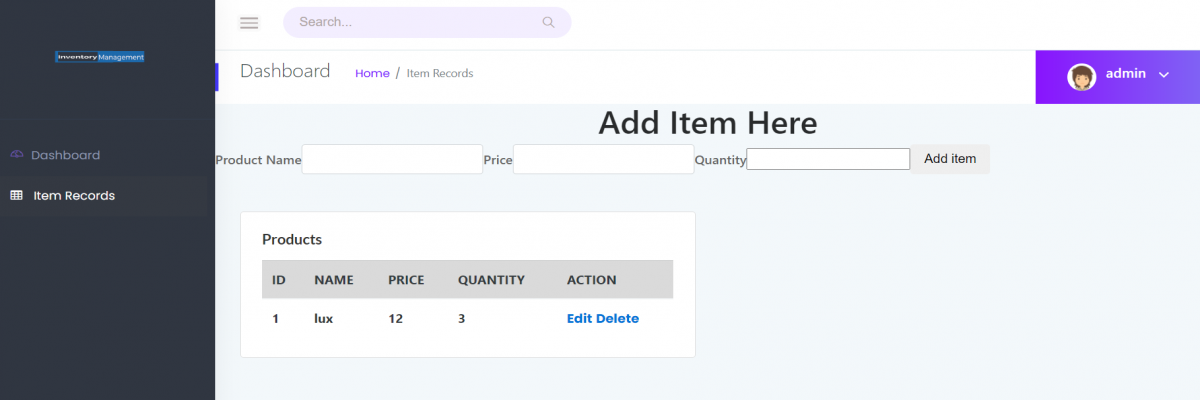 Inventory Management
Search...
Dashboard Home / Item Records
admin
Dashboard
Item Records
Add Item Here
Product Name Price Quantity Add item
Products
ID NAME PRICE QUANTITY ACTION
1 lux 12 3 Edit Delete